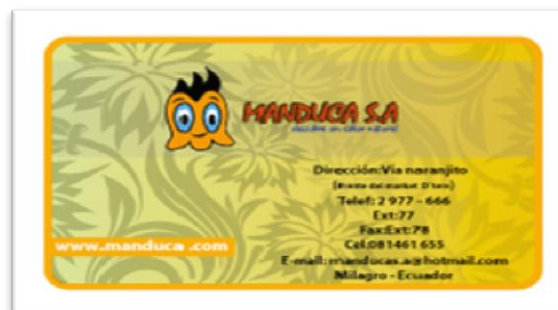 MANDUCA S.A
Dirección:Via naranjito
Telef: 2 977 - 666
Ext:77
Fax:Ext:78
Cel:081461 655
www.manduca .com
E-mail:manducas.a@hotmail.com
Milagro - Ecuador